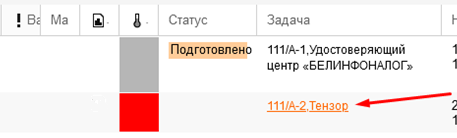 ! Ва Ма Статус Задача
Подготовлено 111/А-1,Удостоверяющий
центр «БЕЛИНФОНАЛОГ»
111/А-2,Тензор